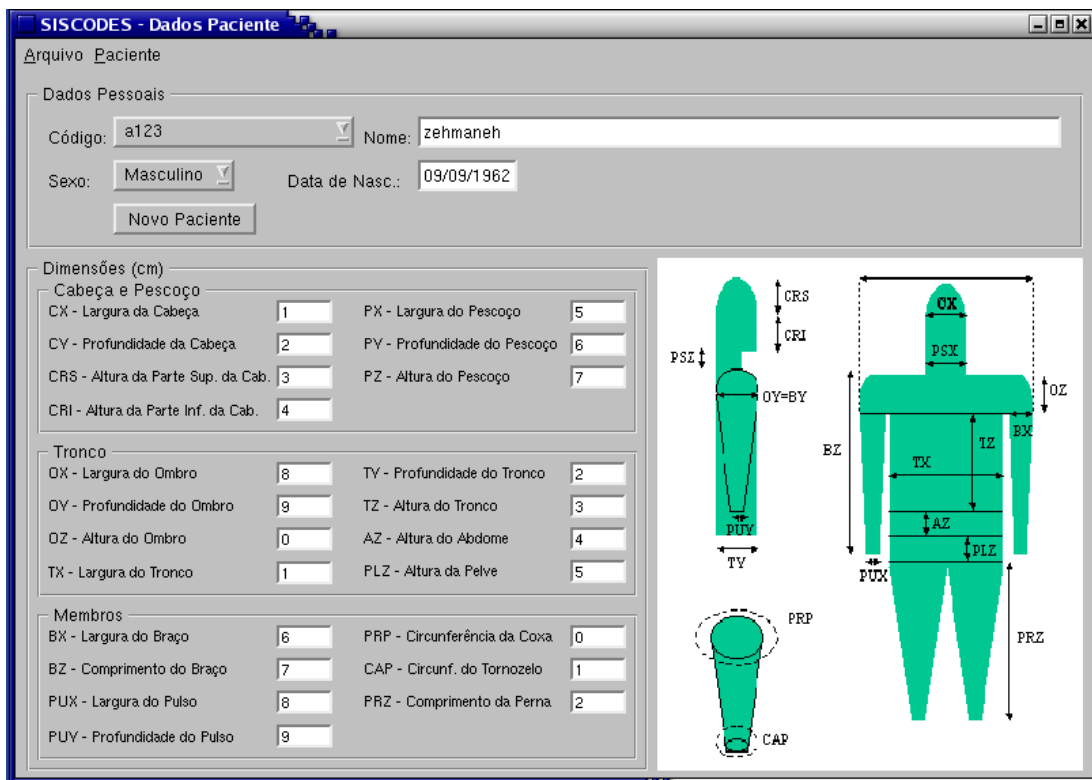 SISCODES - Dados Paciente
Arquivo Paciente
Dados Pessoais
Código: a123 Nome: zehmaneh
Sexo: Masculino Data de Nasc.: 09/09/1962
Novo Paciente
Dimensões (cm)
Cabeça e Pescoço
CX - Largura da Cabeça 1 PX - Largura do Pescoço 5
CY - Profundidade da Cabeça 2 PY - Profundidade do Pescoço 6
CRS - Altura da Parte Sup. da Cab. 3 PZ - Altura do Pescoço 7
CRI - Altura da Parte Inf. da Cab. 4
Tronco
OX - Largura do Ombro 8 TY - Profundidade do Tronco 2
OY - Profundidade do Ombro 9 TZ - Altura do Tronco 3
OZ - Altura do Ombro 0 AZ - Altura do Abdome 4
TX - Largura do Tronco 1 PLZ - Altura da Pelve 5
Membros
BX - Largura do Braço 6 PRP - Circunferência da Coxa 0
BZ - Comprimento do Braço 7 CAP - Circunf. do Tornozelo 1
PUX - Largura do Pulso 8 PRZ - Comprimento da Perna 2
PUY - Profundidade do Pulso 9
CRS
CRI
PSZ
OY=BY
PUY
TY
PRP
CAP
PSX
OZ
BX
BZ
TZ
TX
AZ
PLZ
PUX
PRZ